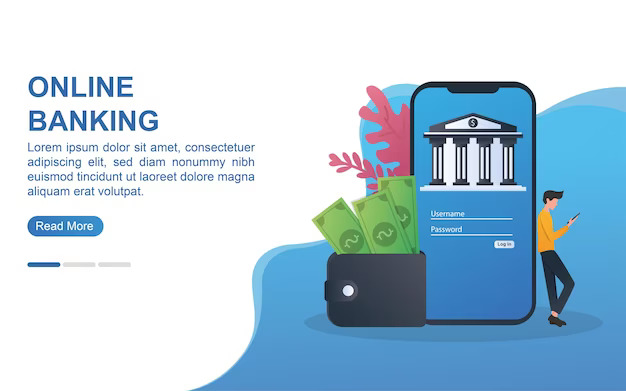 ONLINE
BANKING
Lorem ipsum dolor sit amet, consectetuer
adipiscing elit, sed diam nonummy nibh
euismod tincidunt ut laoreet dolore magna
aliquam erat volutpat.
Read More
$
Username
Password
Log in